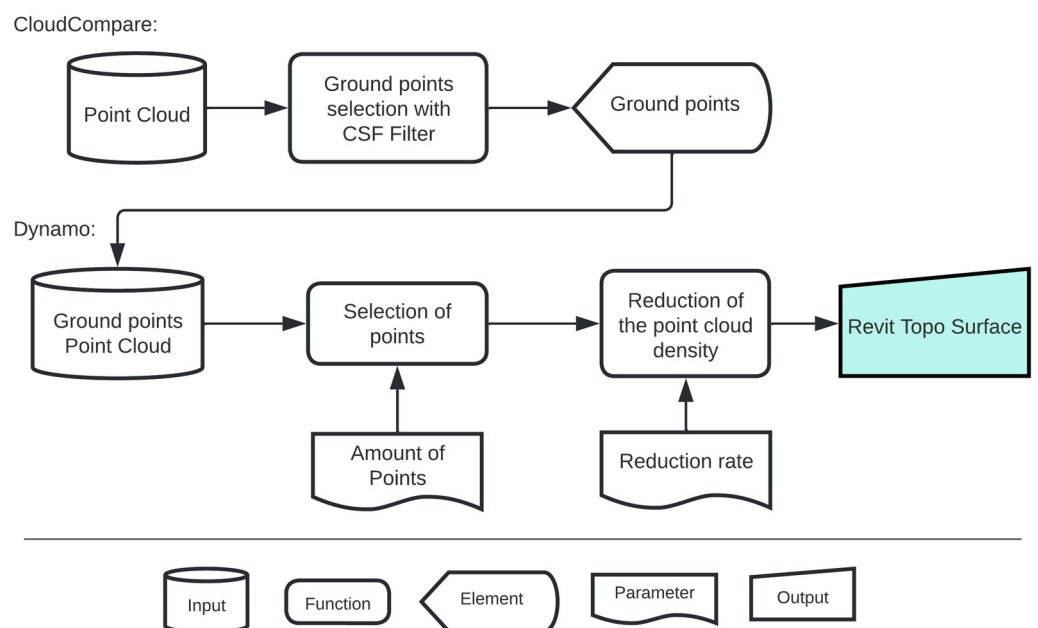 CloudCompare:
Point Cloud
Ground points
selection with
CSF Filter
Ground points
Dynamo:
Ground points
Point Cloud
Selection of
points
Reduction of
the point cloud
density
Revit Topo Surface
Amount of
Points
Reduction rate
Input
Function
Element
Parameter
Output